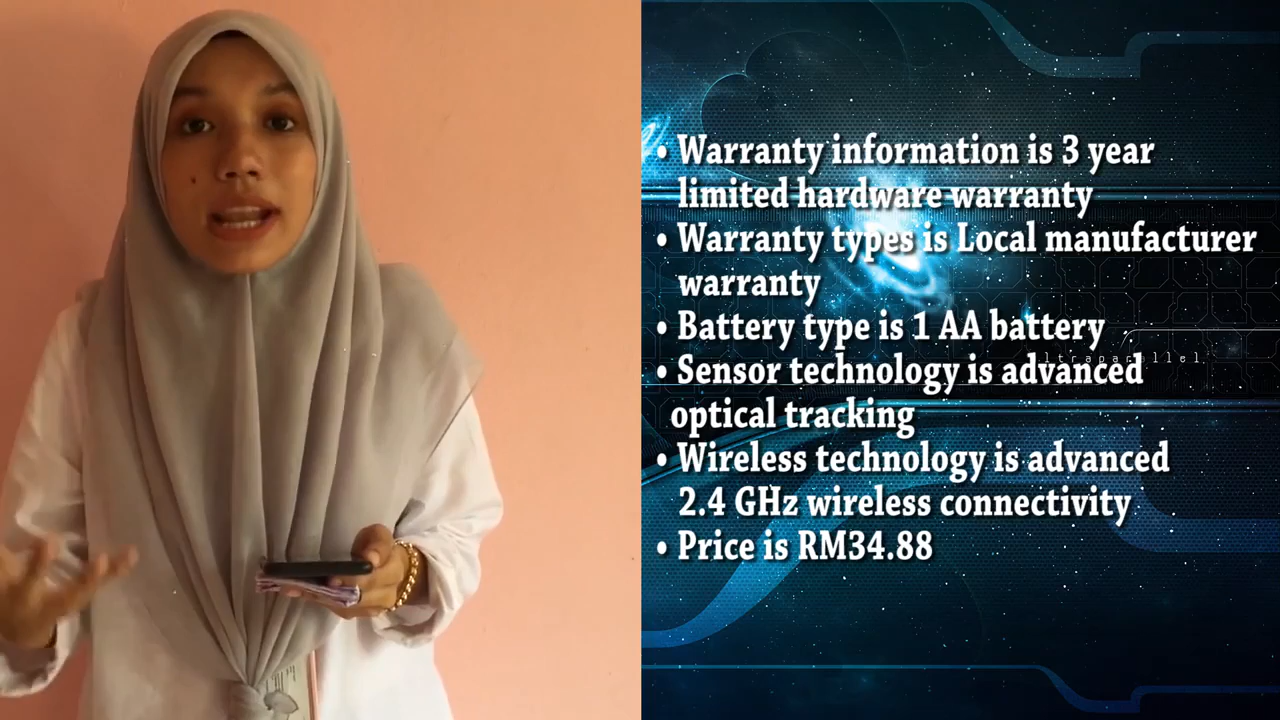 • Warranty information is 3 year
limited hardware warranty
• Warranty types is Local manufacturer
warranty
• Battery type is 1 AA battery
• Sensor technology is advanced
optical tracking
• Wireless technology is advanced
2.4 GHz wireless connectivity
• Price is RM34.88